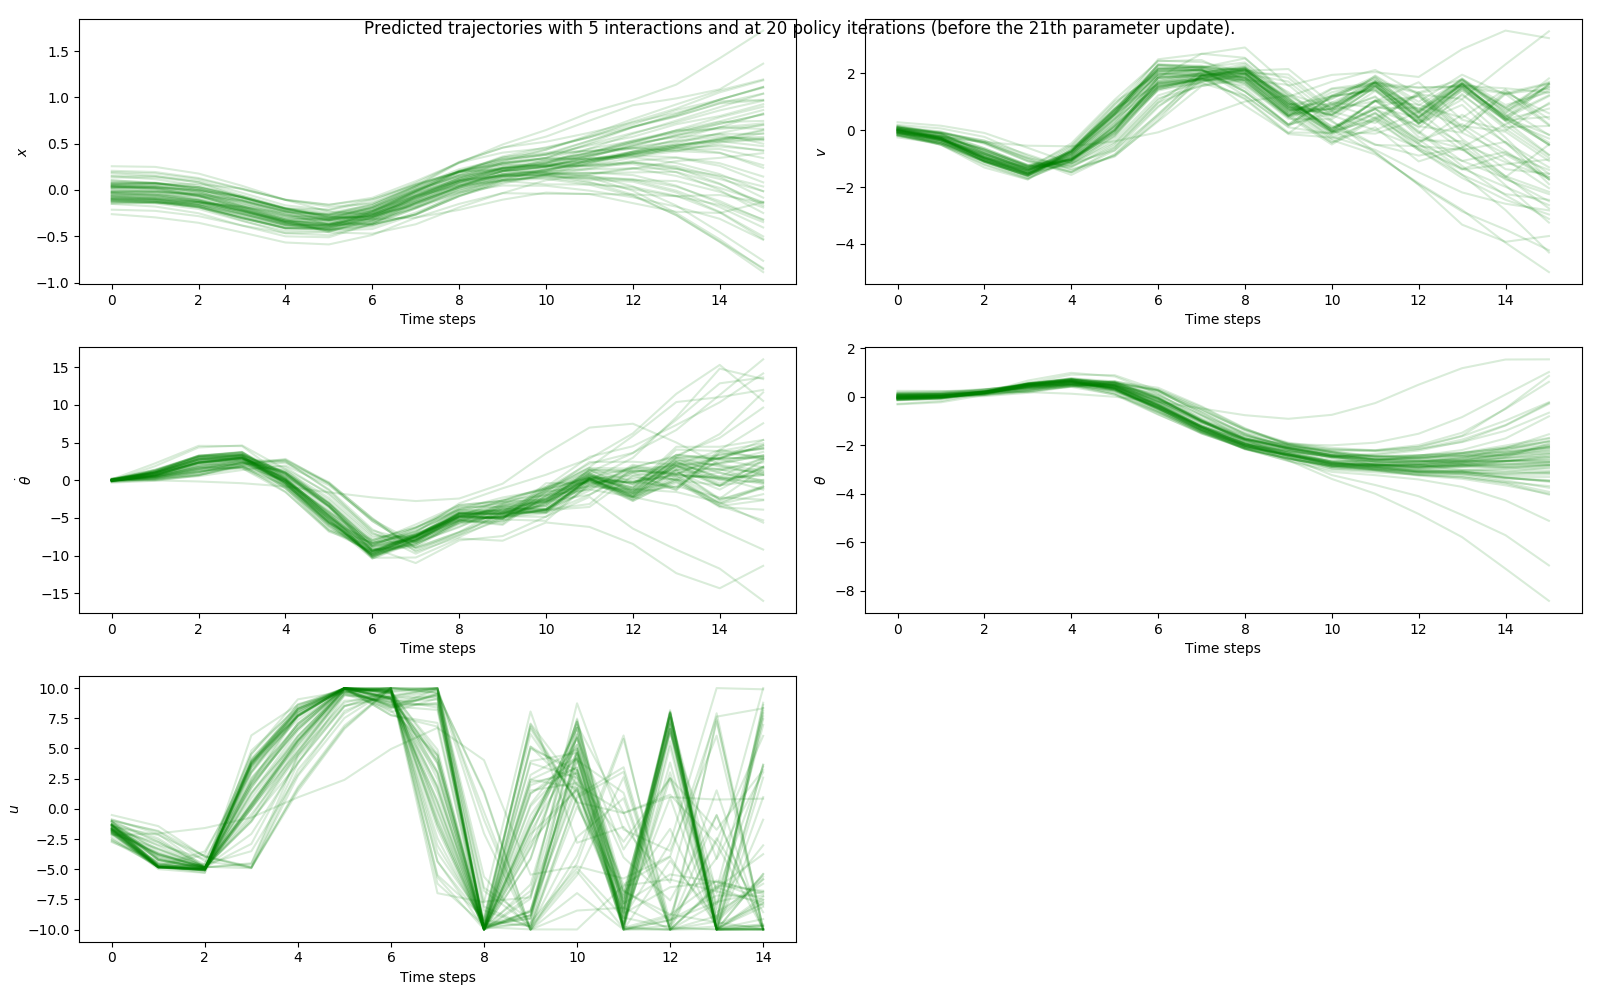 Predicted trajectories with 5 interactions and at 20 policy iterations (before the 21th parameter update).
x
1.5
1.0
0.5
0.0
−0.5
−1.0
0 2 4 6 8 10 12 14
Time steps
v
2
0
−2
−4
0 2 4 6 8 10 12 14
Time steps
θ̇
15
10
5
0
−5
−10
−15
0 2 4 6 8 10 12 14
Time steps
θ
2
0
−2
−4
−6
−8
0 2 4 6 8 10 12 14
Time steps
u
10.0
7.5
5.0
2.5
0.0
−2.5
−5.0
−7.5
−10.0
0 2 4 6 8 10 12 14
Time steps